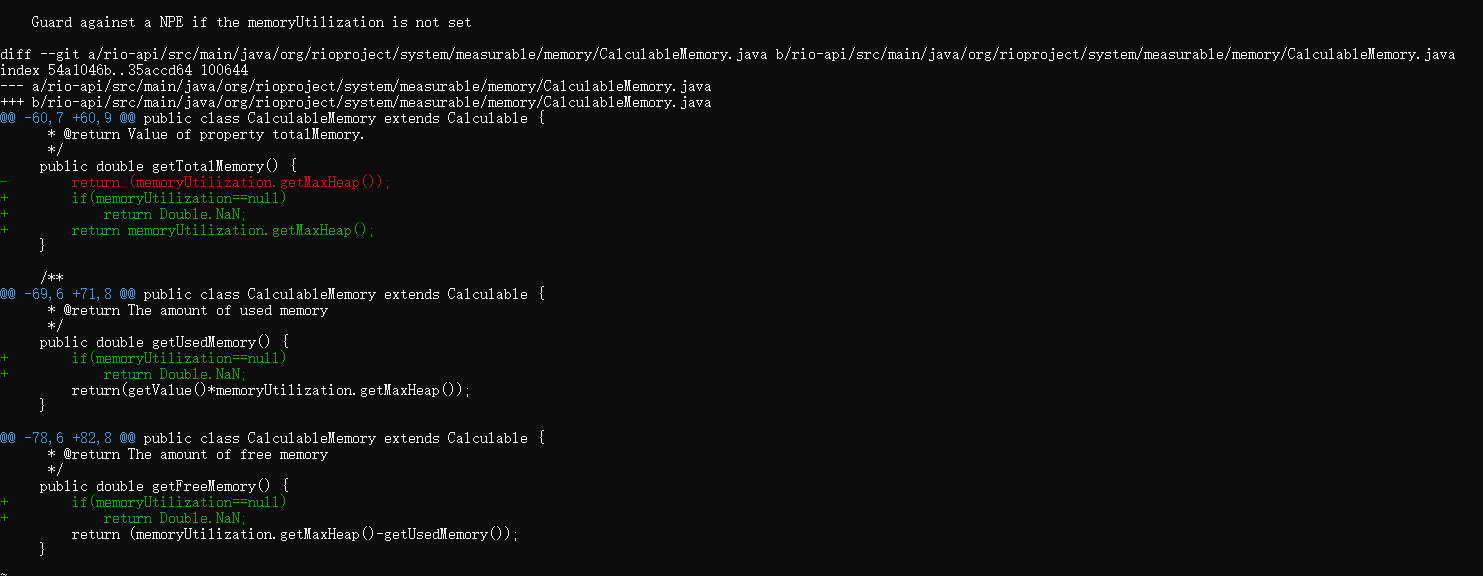 Guard against a NPE if the memoryUtilization is not set
diff --git a/rio-api/src/main/java/org/rioproject/system/measurable/memory/CalculableMemory.java b/rio-api/src/main/java/org/rioproject/system/measurable/memory/CalculableMemory.java
index 54a1046b..35accd64 100644
--- a/rio-api/src/main/java/org/rioproject/system/measurable/memory/CalculableMemory.java
+++ b/rio-api/src/main/java/org/rioproject/system/measurable/memory/CalculableMemory.java
@@ -60,7 +60,9 @@ public class CalculableMemory extends Calculable {
      * @return Value of property totalMemory.
      */
     public double getTotalMemory() {
-        return (memoryUtilization.getMaxHeap());
+        if(memoryUtilization==null)
+            return Double.NaN;
+        return memoryUtilization.getMaxHeap();
     }
     /**
@@ -69,6 +71,8 @@ public class CalculableMemory extends Calculable {
      * @return The amount of used memory
      */
     public double getUsedMemory() {
+        if(memoryUtilization==null)
+            return Double.NaN;
         return(getValue()*memoryUtilization.getMaxHeap());
     }
@@ -78,6 +82,8 @@ public class CalculableMemory extends Calculable {
      * @return The amount of free memory
      */
     public double getFreeMemory() {
+        if(memoryUtilization==null)
+            return Double.NaN;
         return (memoryUtilization.getMaxHeap()-getUsedMemory());
     }
~